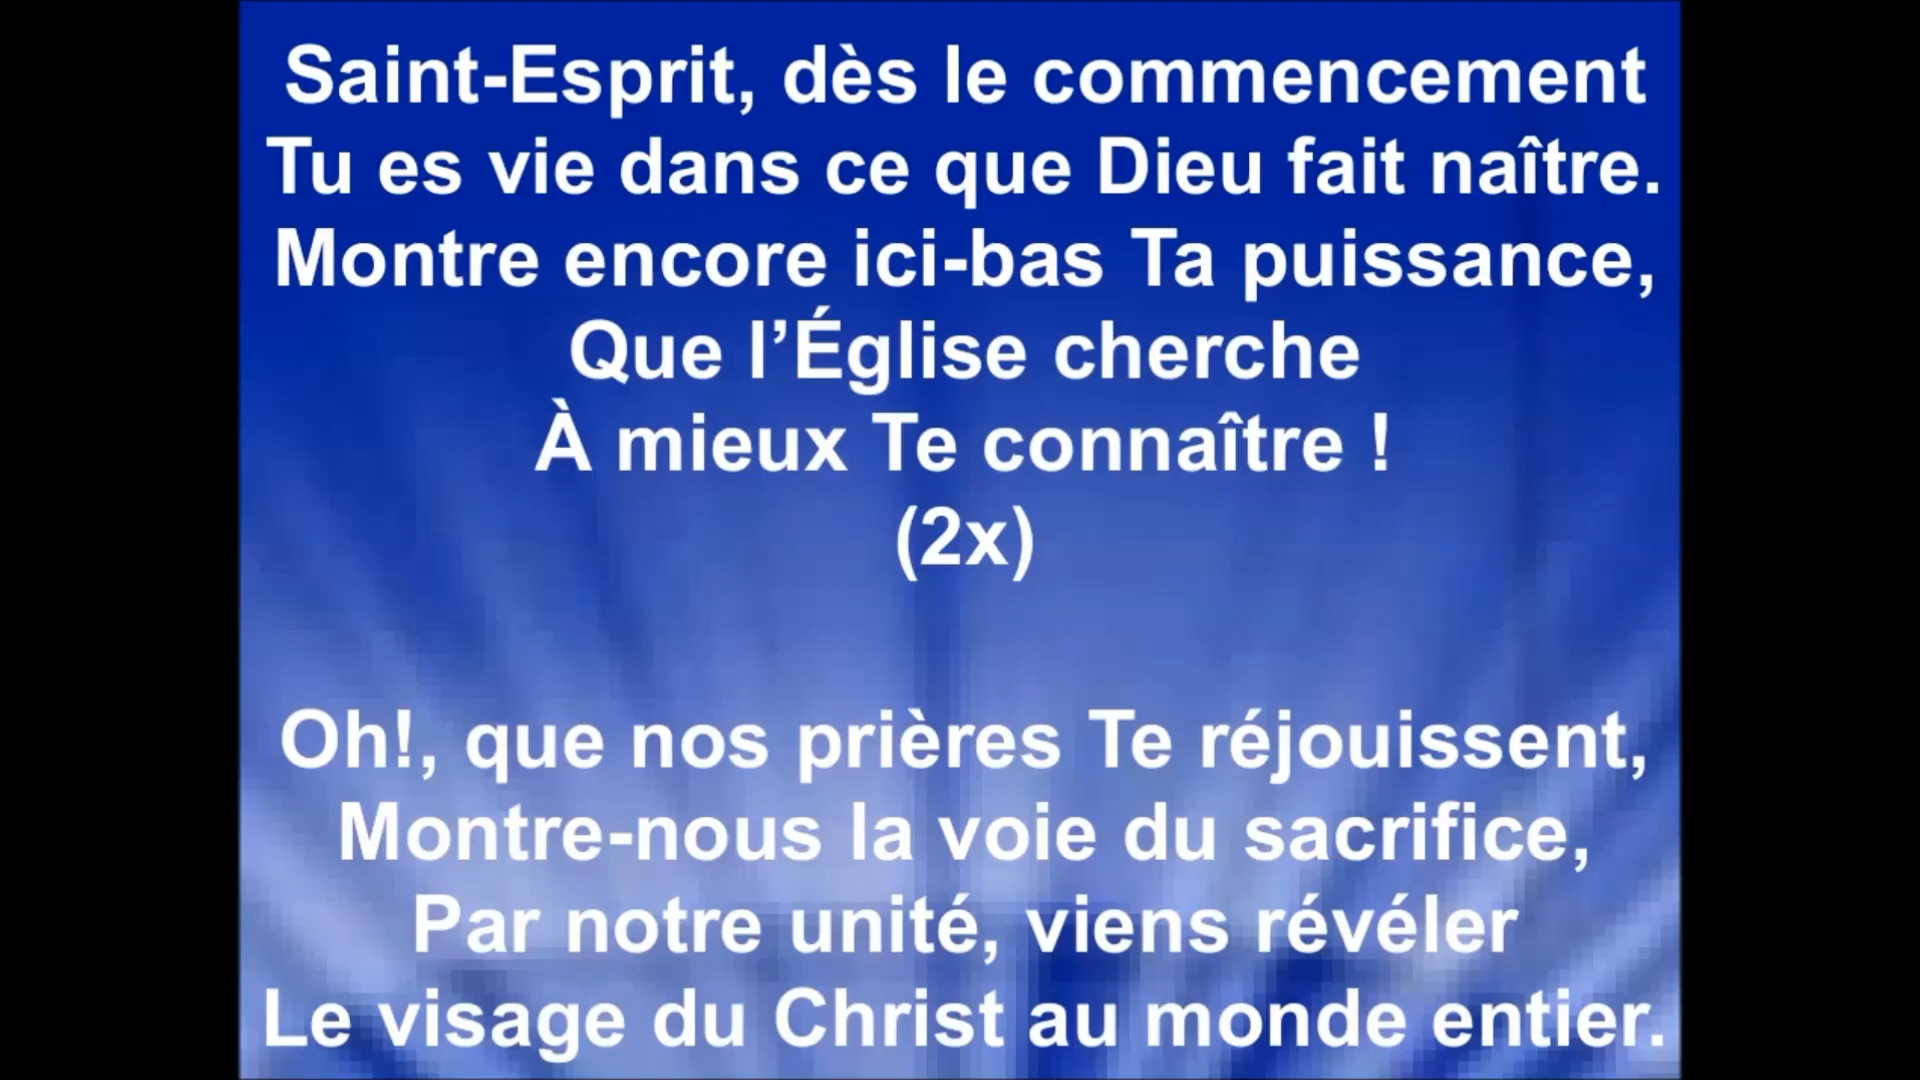 Saint-Esprit, dès le commencement
Tu es vie dans ce que Dieu fait naître.
Montre encore ici-bas Ta puissance,
Que l’Église cherche
À mieux Te connaître !
(2x)
Oh!, que nos prières Te réjouissent,
Montre-nous la voie du sacrifice,
Par notre unité, viens révéler
Le visage du Christ au monde entier.